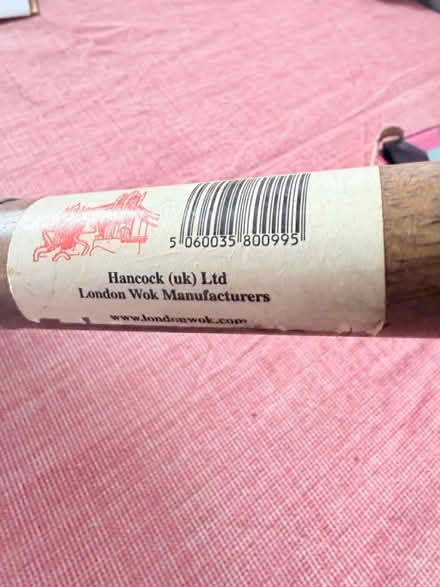 5 060035 800995
Hancock (uk) Ltd
London Wok Manufacturers
www.londonwok.com